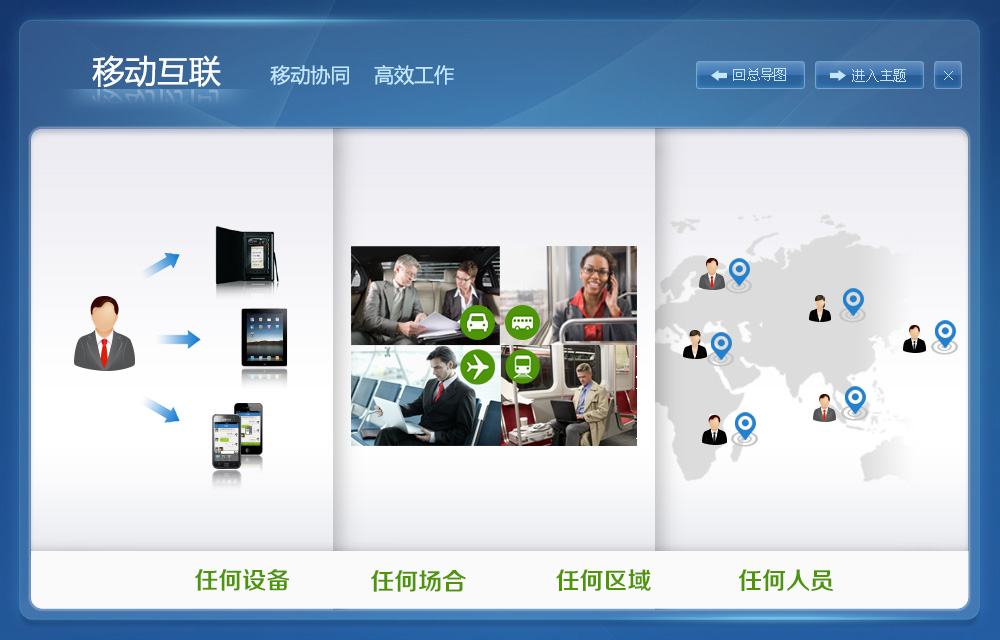 移动互联
移动协同 高效工作
回总导图
进入主题
任何设备
任何场合
任何区域
任何人员